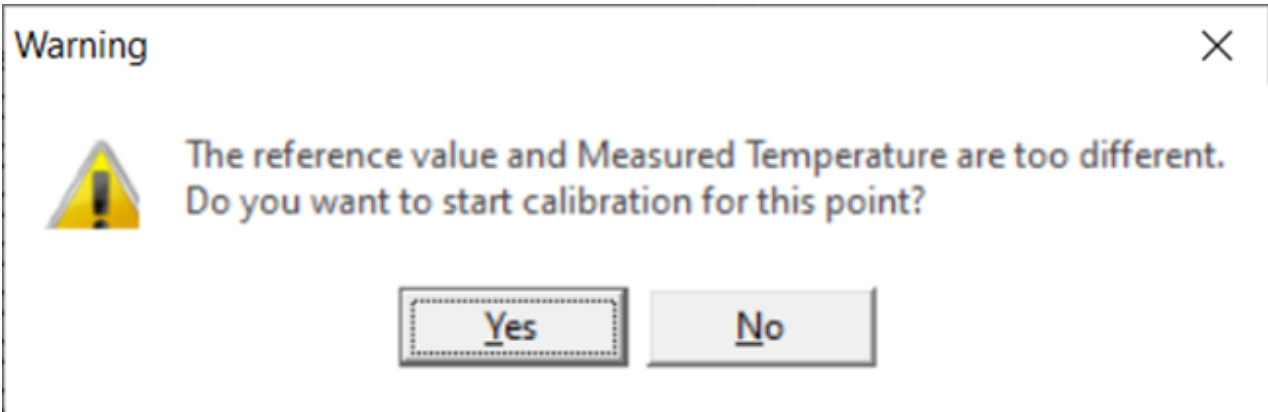 Warning
The reference value and Measured Temperature are too different.
Do you want to start calibration for this point?
Yes
No